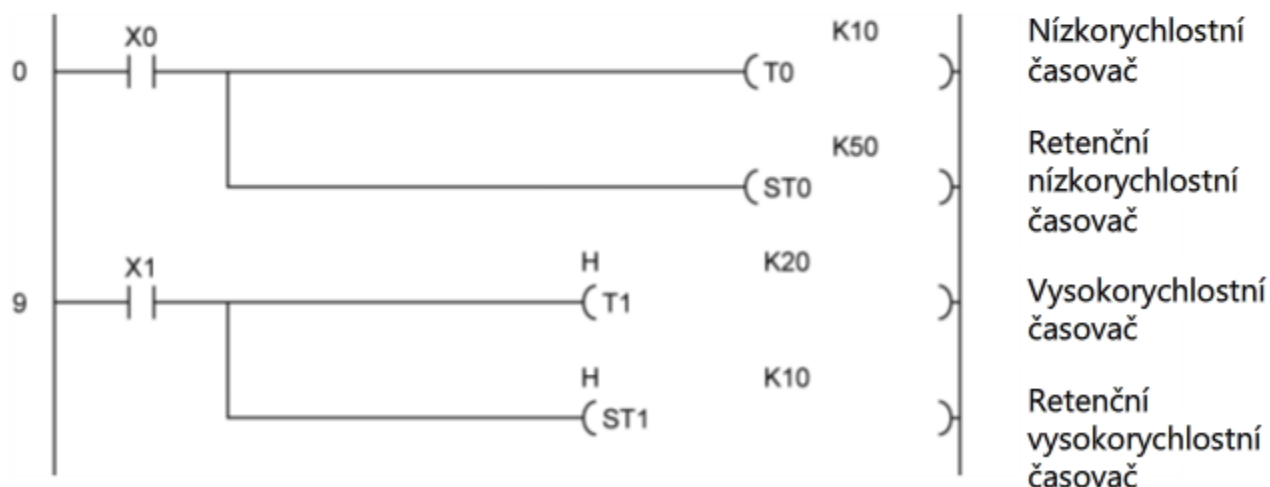 X0
K10
0
T0
Nízkorychlostní
časovač
K50
ST0
Retenční
nízkorychlostní
časovač
X1
H
K20
9
T1
Vysokorychlostní
časovač
H
K10
ST1
Retenční
vysokorychlostní
časovač